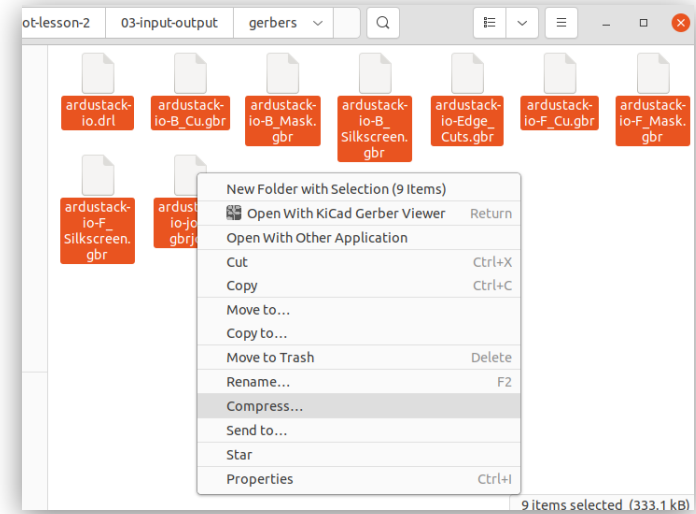 ot-lesson-2 03-input-output gerbers
ardustack-
io.drl
ardustack-
io-B_Cu.gbr
ardustack-
io-B_Mask.
gbr
ardustack-
io-B_
Silkscreen.
gbr
ardustack-
io-Edge_
Cuts.gbr
ardustack-
io-F_Cu.gbr
ardustack-
io-F_Mask.
gbr
ardustack-
io-F_
Silkscreen.
gbr
ardust
io-jo
gbrj
New Folder with Selection (9 Items)
Open With KiCad Gerber Viewer Return
Open With Other Application
Cut Ctrl+X
Copy Ctrl+C
Move to…
Copy to…
Move to Trash Delete
Rename… F2
Compress…
Send to…
Star
Properties Ctrl+I
9 items selected (333.1 kB)